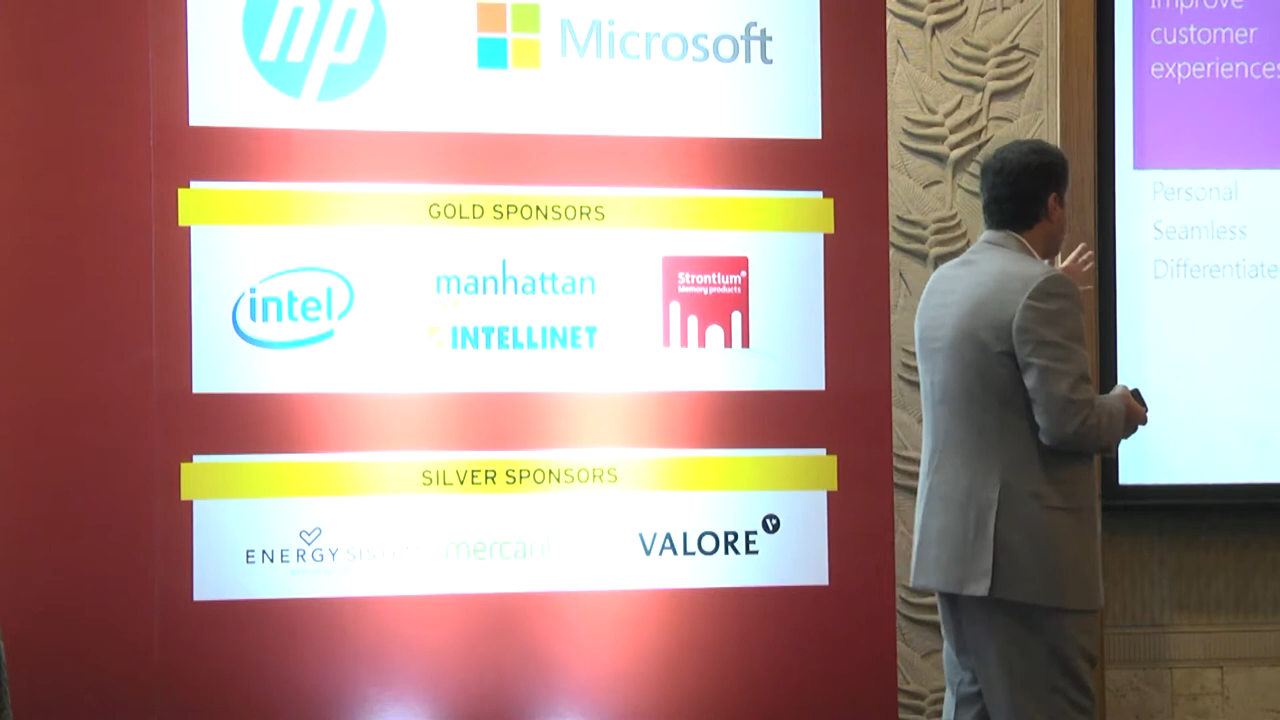 hp
Microsoft
GOLD SPONSORS
intel
manhattan
INTELLINET
Strontium®
Memory products
SILVER SPONSORS
ENERGY
VALORE
Improve
customer
experiences
Personal
Seamless
Differentiate